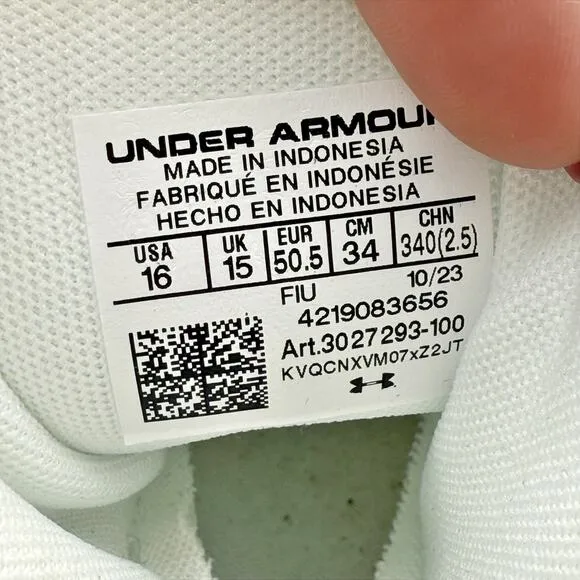 UNDER ARMOUR
MADE IN INDONESIA
FABRIQUÉ EN INDONÉSIE
HECHO EN INDONESIA
USA UK EUR CM CHN
16 15 50.5 34 340(2.5)
FIU 10/23
4219083656
Art.3027293-100
KVQCNXVM07xZ2JT